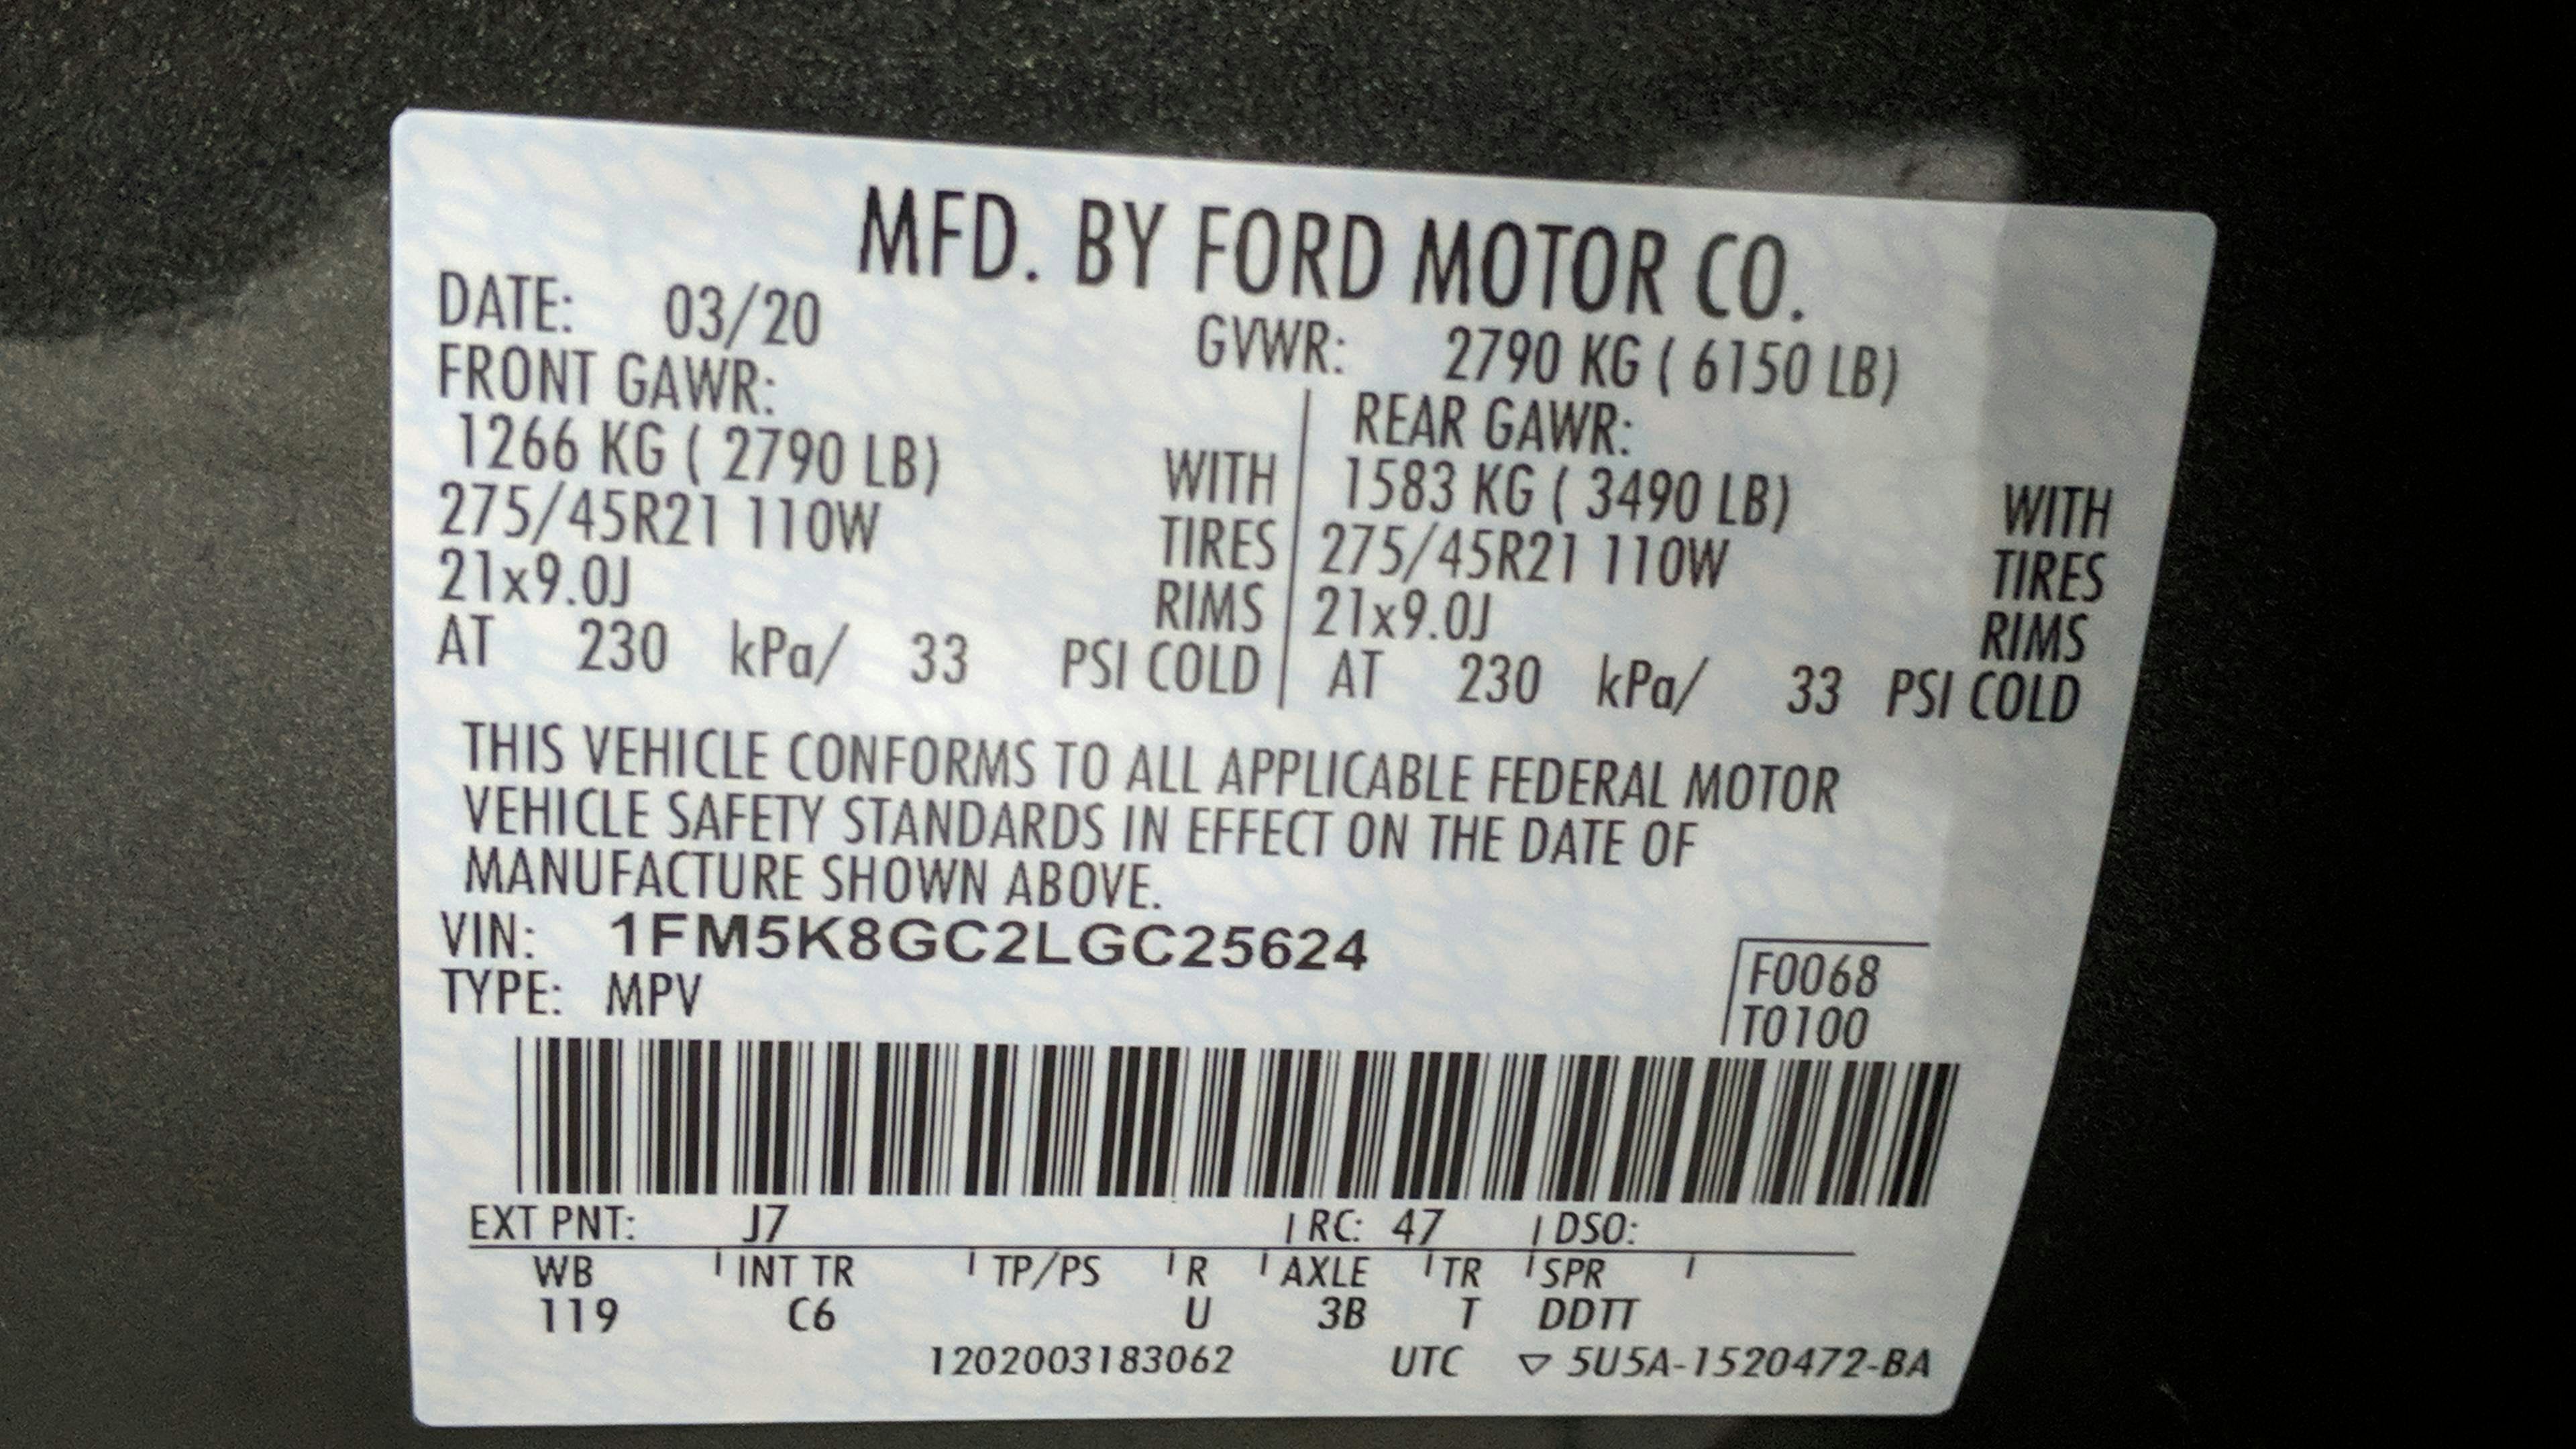 MFD. BY FORD MOTOR CO.
DATE: 03/20 GVWR: 2790 KG ( 6150 LB)
FRONT GAWR: REAR GAWR:
1266 KG ( 2790 LB) WITH 1583 KG ( 3490 LB) WITH
275/45R21 110W TIRES 275/45R21 110W TIRES
21x9.0J RIMS 21x9.0J RIMS
AT 230 kPa/ 33 PSI COLD AT 230 kPa/ 33 PSI COLD
THIS VEHICLE CONFORMS TO ALL APPLICABLE FEDERAL MOTOR
VEHICLE SAFETY STANDARDS IN EFFECT ON THE DATE OF
MANUFACTURE SHOWN ABOVE.
VIN: 1FM5K8GC2LGC25624
TYPE: MPV
F0068
T0100
EXT PNT: J7 RC: 47 DSO:
WB INT TR TP/PS R AXLE TR SPR
119 C6 U 3B T DDTT
1202003183062 UTC ▽ 5U5A-1520472-BA